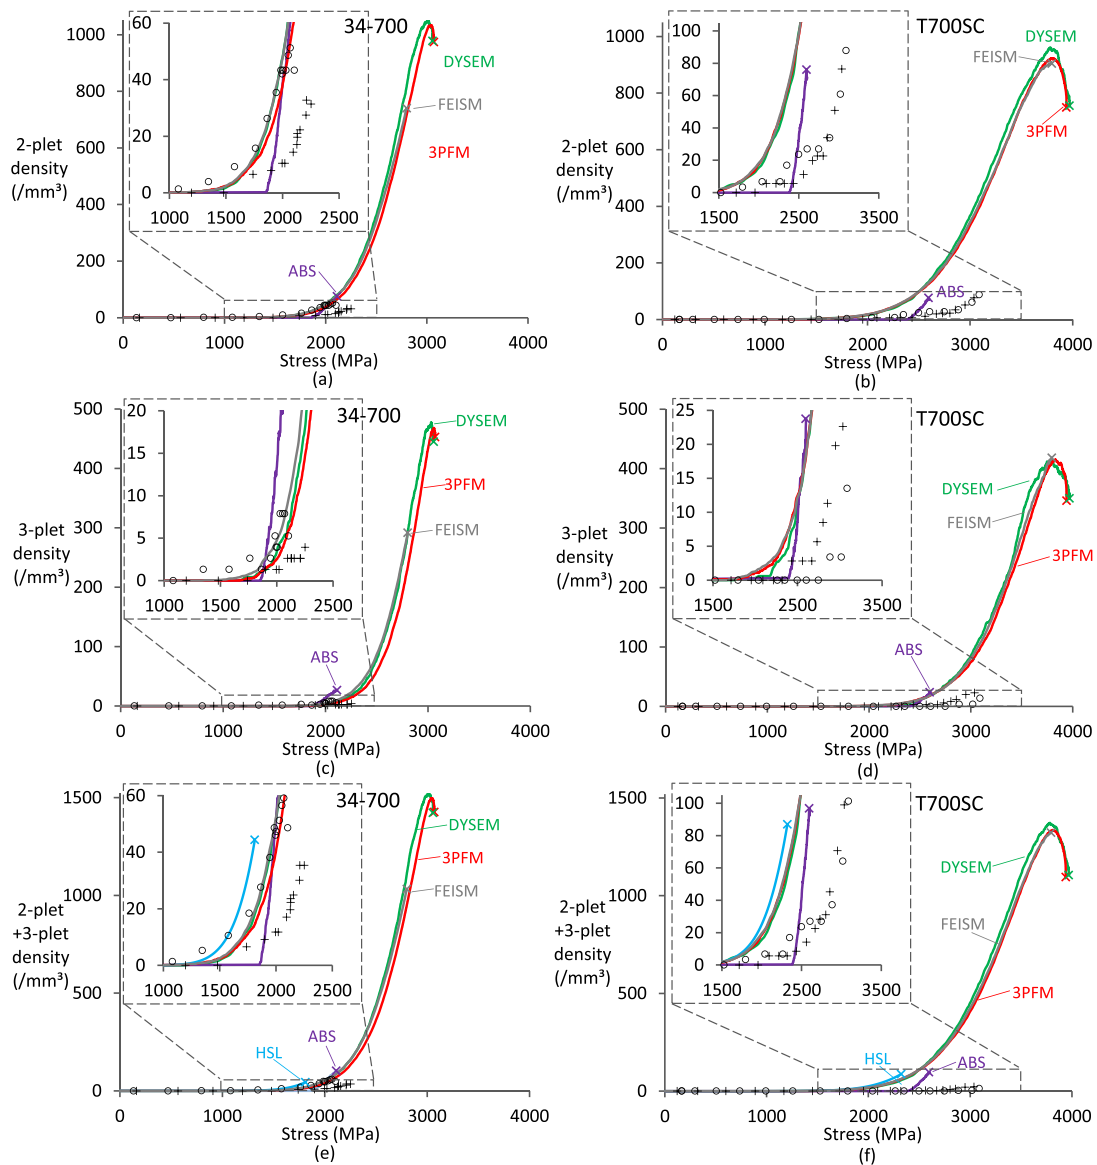 34-700
1000
800
600
400
200
0
2-plet
density
(/mm³)
60
40
20
0
1000 1500 2000 2500
DYSEM
FEISM
3PFM
ABS
0 1000 2000 3000 4000
Stress (MPa)
(a)
T700SC
1000
800
600
400
200
0
2-plet
density
(/mm³)
100
80
60
40
20
0
1500 2500 3500
DYSEM
FEISM
3PFM
ABS
0 1000 2000 3000 4000
Stress (MPa)
(b)
34-700
500
400
300
200
100
0
3-plet
density
(/mm³)
20
15
10
5
0
1000 1500 2000 2500
DYSEM
3PFM
FEISM
ABS
0 1000 2000 3000 4000
Stress (MPa)
(c)
T700SC
500
400
300
200
100
0
3-plet
density
(/mm³)
25
20
15
10
5
0
1500 2500 3500
DYSEM
FEISM
3PFM
ABS
0 1000 2000 3000 4000
Stress (MPa)
(d)
34-700
1500
1000
500
0
2-plet
+3-plet
density
(/mm³)
60
40
20
0
1000 1500 2000 2500
DYSEM
3PFM
FEISM
ABS
HSL
0 1000 2000 3000 4000
Stress (MPa)
(e)
T700SC
1500
1000
500
0
2-plet
+3-plet
density
(/mm³)
100
80
60
40
20
0
1500 2500 3500
DYSEM
FEISM
3PFM
HSL
ABS
0 1000 2000 3000 4000
Stress (MPa)
(f)